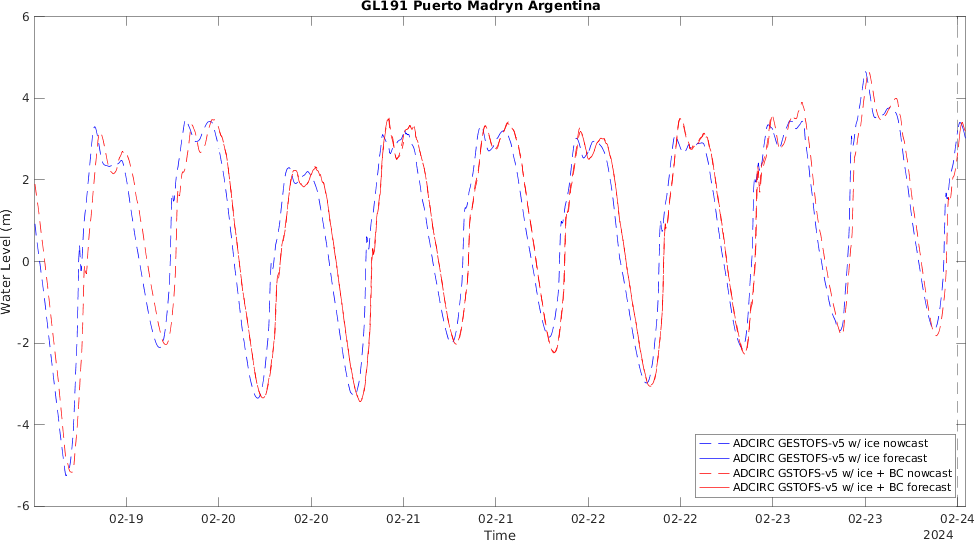 GL191 Puerto Madryn Argentina
6
4
2
0
-2
-4
-6
Water Level (m)
ADCIRC GESTOFS-v5 w/ ice nowcast
ADCIRC GESTOFS-v5 w/ ice forecast
ADCIRC GSTOFS-v5 w/ ice + BC nowcast
ADCIRC GSTOFS-v5 w/ ice + BC forecast
02-19 02-20 02-20 02-21 02-21 02-22 02-22 02-23 02-23 02-24
Time
2024